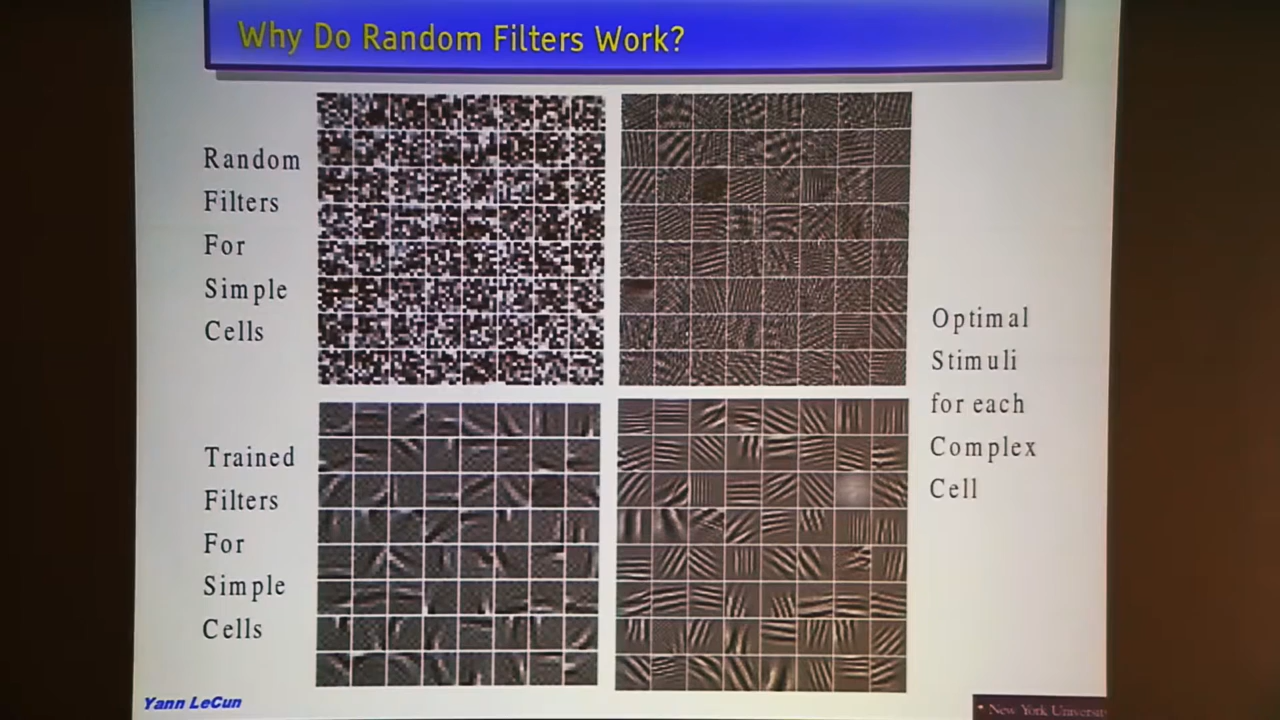 Why Do Random Filters Work?
Random
Filters
For
Simple
Cells
Trained
Filters
For
Simple
Cells
Optimal
Stimuli
for each
Complex
Cell
Yann LeCun
• New York